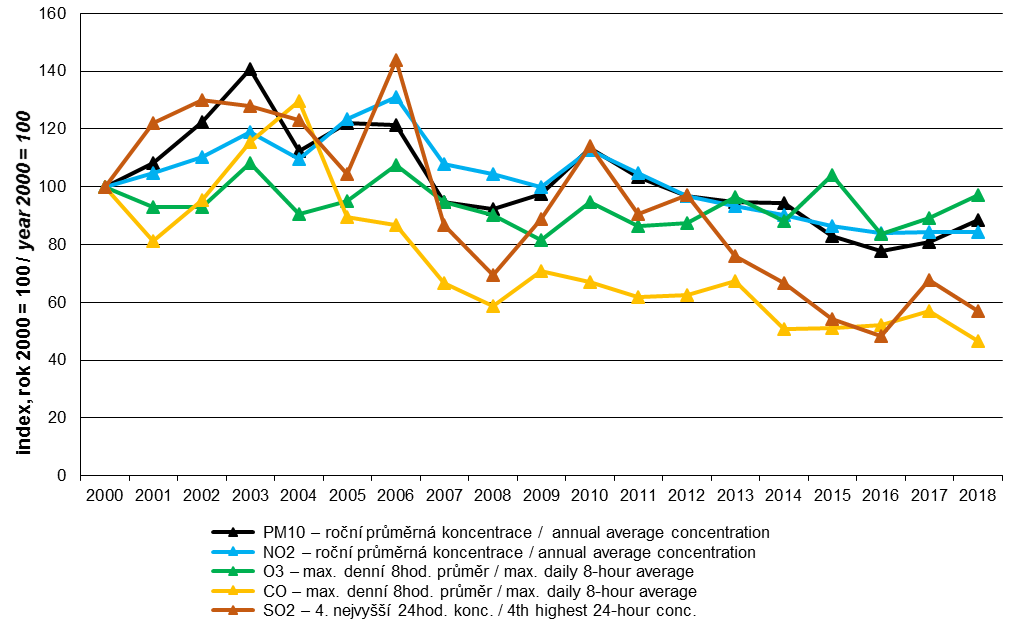 160
140
120
100
80
60
40
20
0
index, rok 2000 = 100 / year 2000 = 100
2000 2001 2002 2003 2004 2005 2006 2007 2008 2009 2010 2011 2012 2013 2014 2015 2016 2017 2018
PM10 – roční průměrná koncentrace / annual average concentration
NO2 – roční průměrná koncentrace / annual average concentration
O3 – max. denní 8hod. průměr / max. daily 8-hour average
CO – max. denní 8hod. průměr / max. daily 8-hour average
SO2 – 4. nejvyšší 24hod. konc. / 4th highest 24-hour conc.